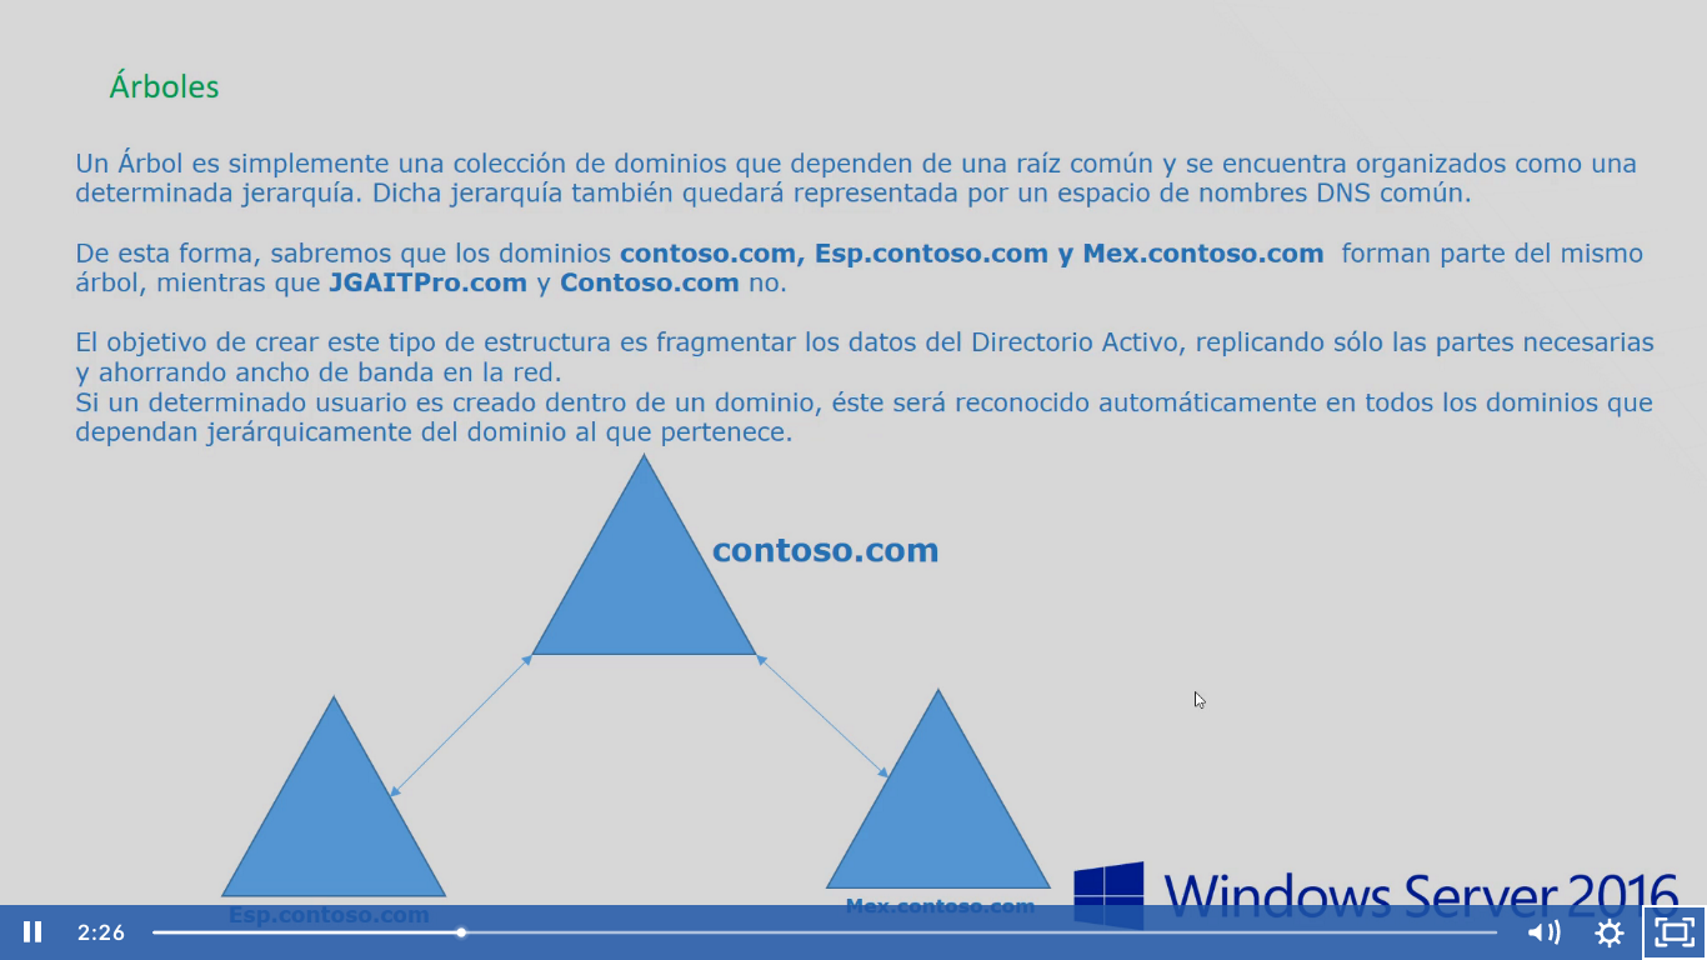 Árboles
Un Árbol es simplemente una colección de dominios que dependen de una raíz común y se encuentra organizados como una
determinada jerarquía. Dicha jerarquía también quedará representada por un espacio de nombres DNS común.
De esta forma, sabremos que los dominios contoso.com, Esp.contoso.com y Mex.contoso.com forman parte del mismo
árbol, mientras que JGAITPro.com y Contoso.com no.
El objetivo de crear este tipo de estructura es fragmentar los datos del Directorio Activo, replicando sólo las partes necesarias
y ahorrando ancho de banda en la red.
Si un determinado usuario es creado dentro de un dominio, éste será reconocido automáticamente en todos los dominios que
dependan jerárquicamente del dominio al que pertenece.
contoso.com
Esp.contoso.com
Mex.contoso.com
Windows Server 2016
2:26